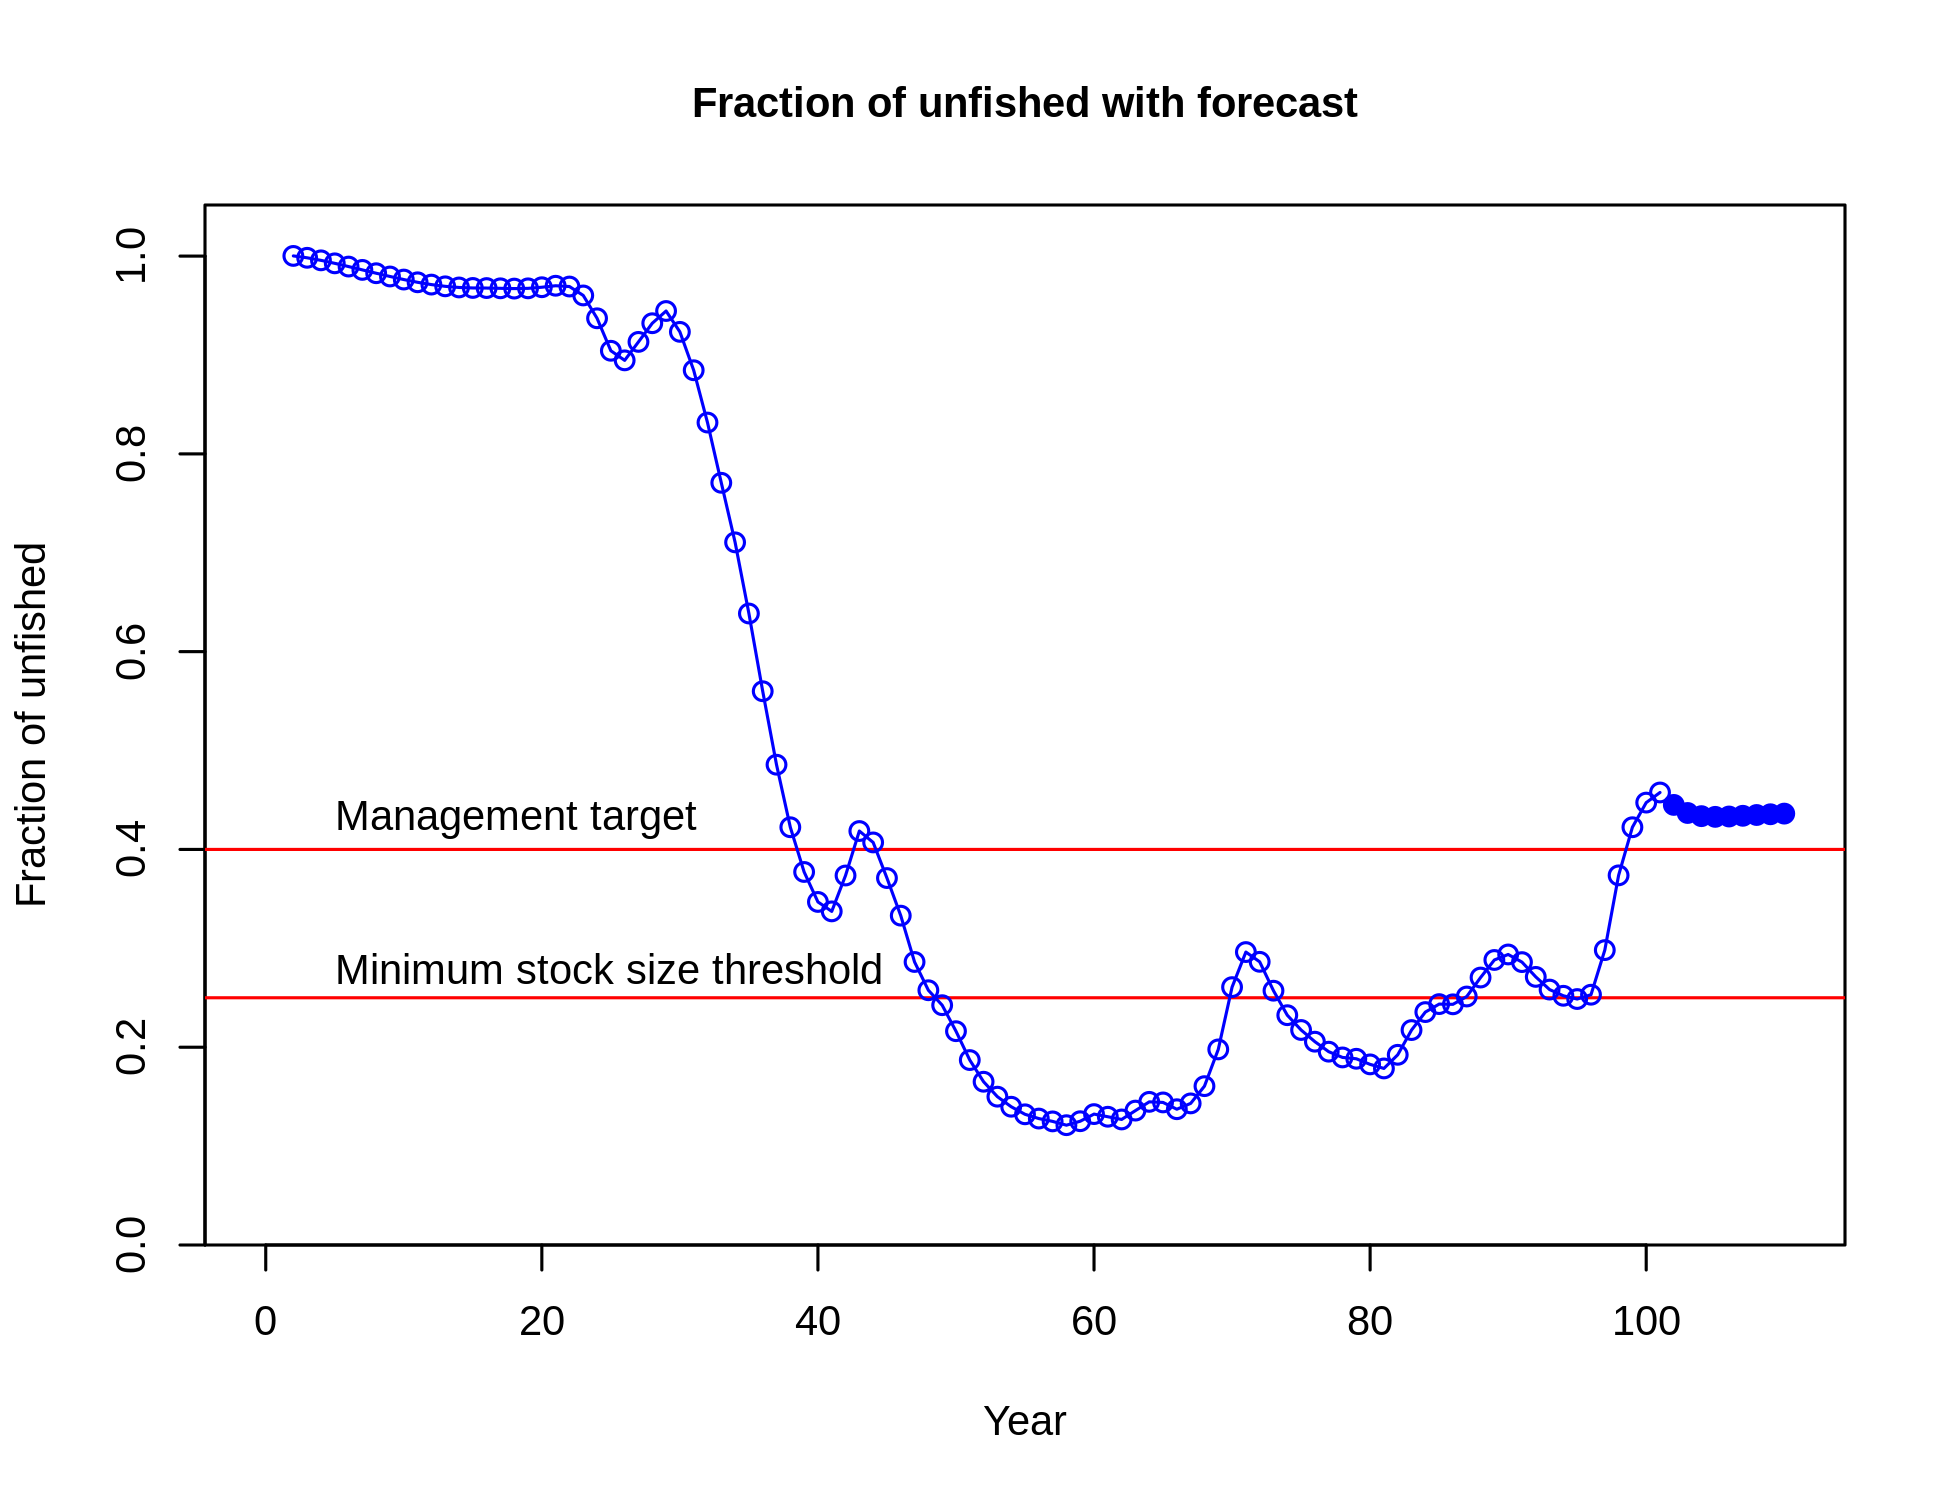 Fraction of unfished with forecast
Fraction of unfished
1.0
0.8
0.6
0.4
0.2
0.0
Management target
Minimum stock size threshold
0 20 40 60 80 100
Year